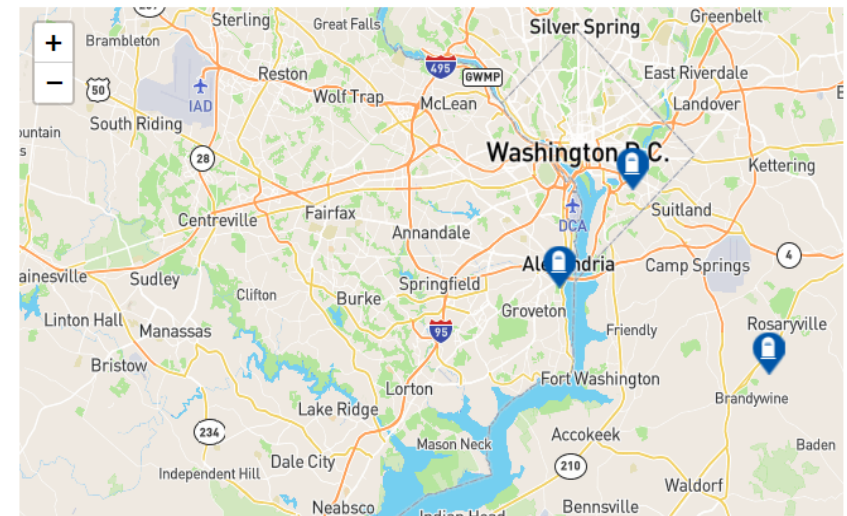 Sterling
Great Falls
Silver Spring
Greenbelt
+
Brambleton
495
GWMP
Reston
East Riverdale
−
50
IAD
Wolf Trap
McLean
Landover
South Riding
28
Washington D.C.
Kettering
Suitland
Centreville
Fairfax
DCA
Annandale
4
Sudley
Springfield
Camp Springs
Clifton
Burke
Groveton
Linton Hall
Manassas
95
Friendly
Rosaryville
Bristow
Lorton
Fort Washington
Brandywine
Lake Ridge
234
Accokeek
Mason Neck
Baden
Dale City
210
Independent Hill
Waldorf
Neabsco
Bennsville